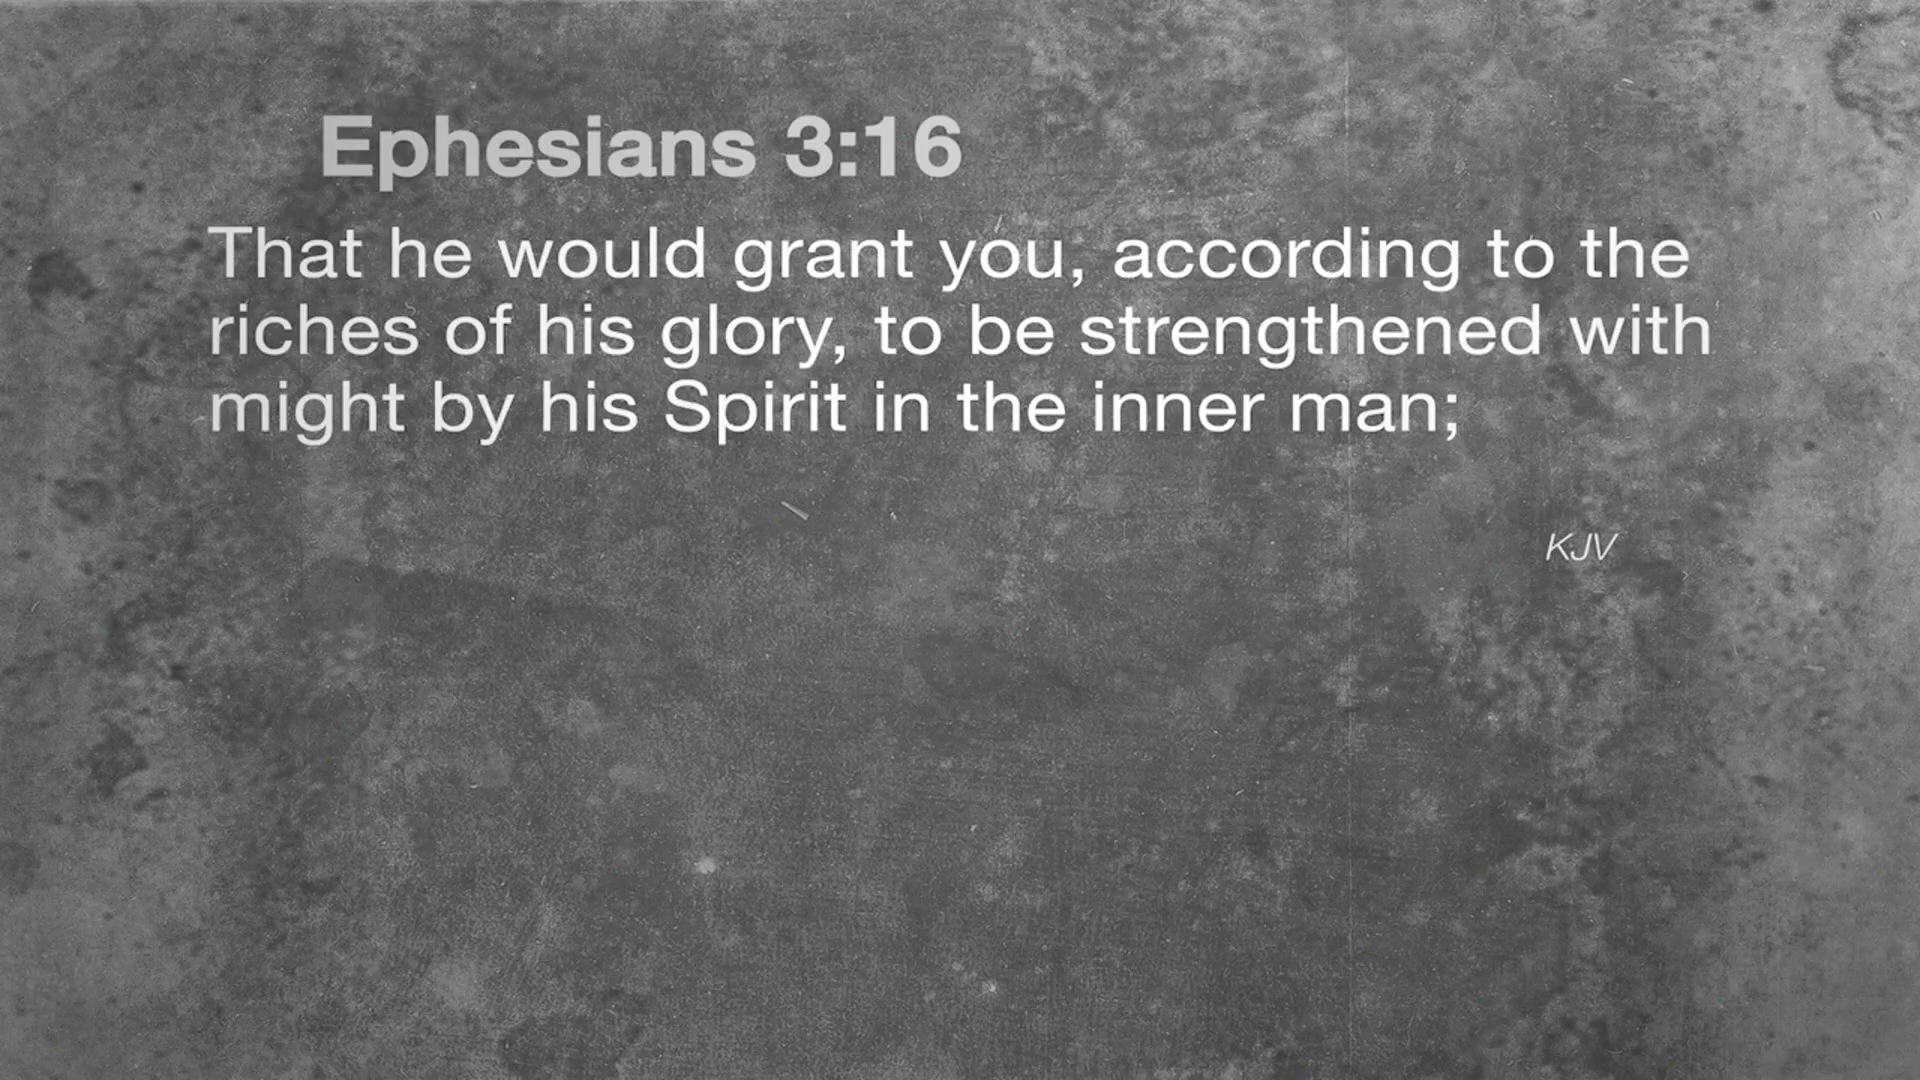 Ephesians 3:16
That he would grant you, according to the
riches of his glory, to be strengthened with
might by his Spirit in the inner man;
KJV